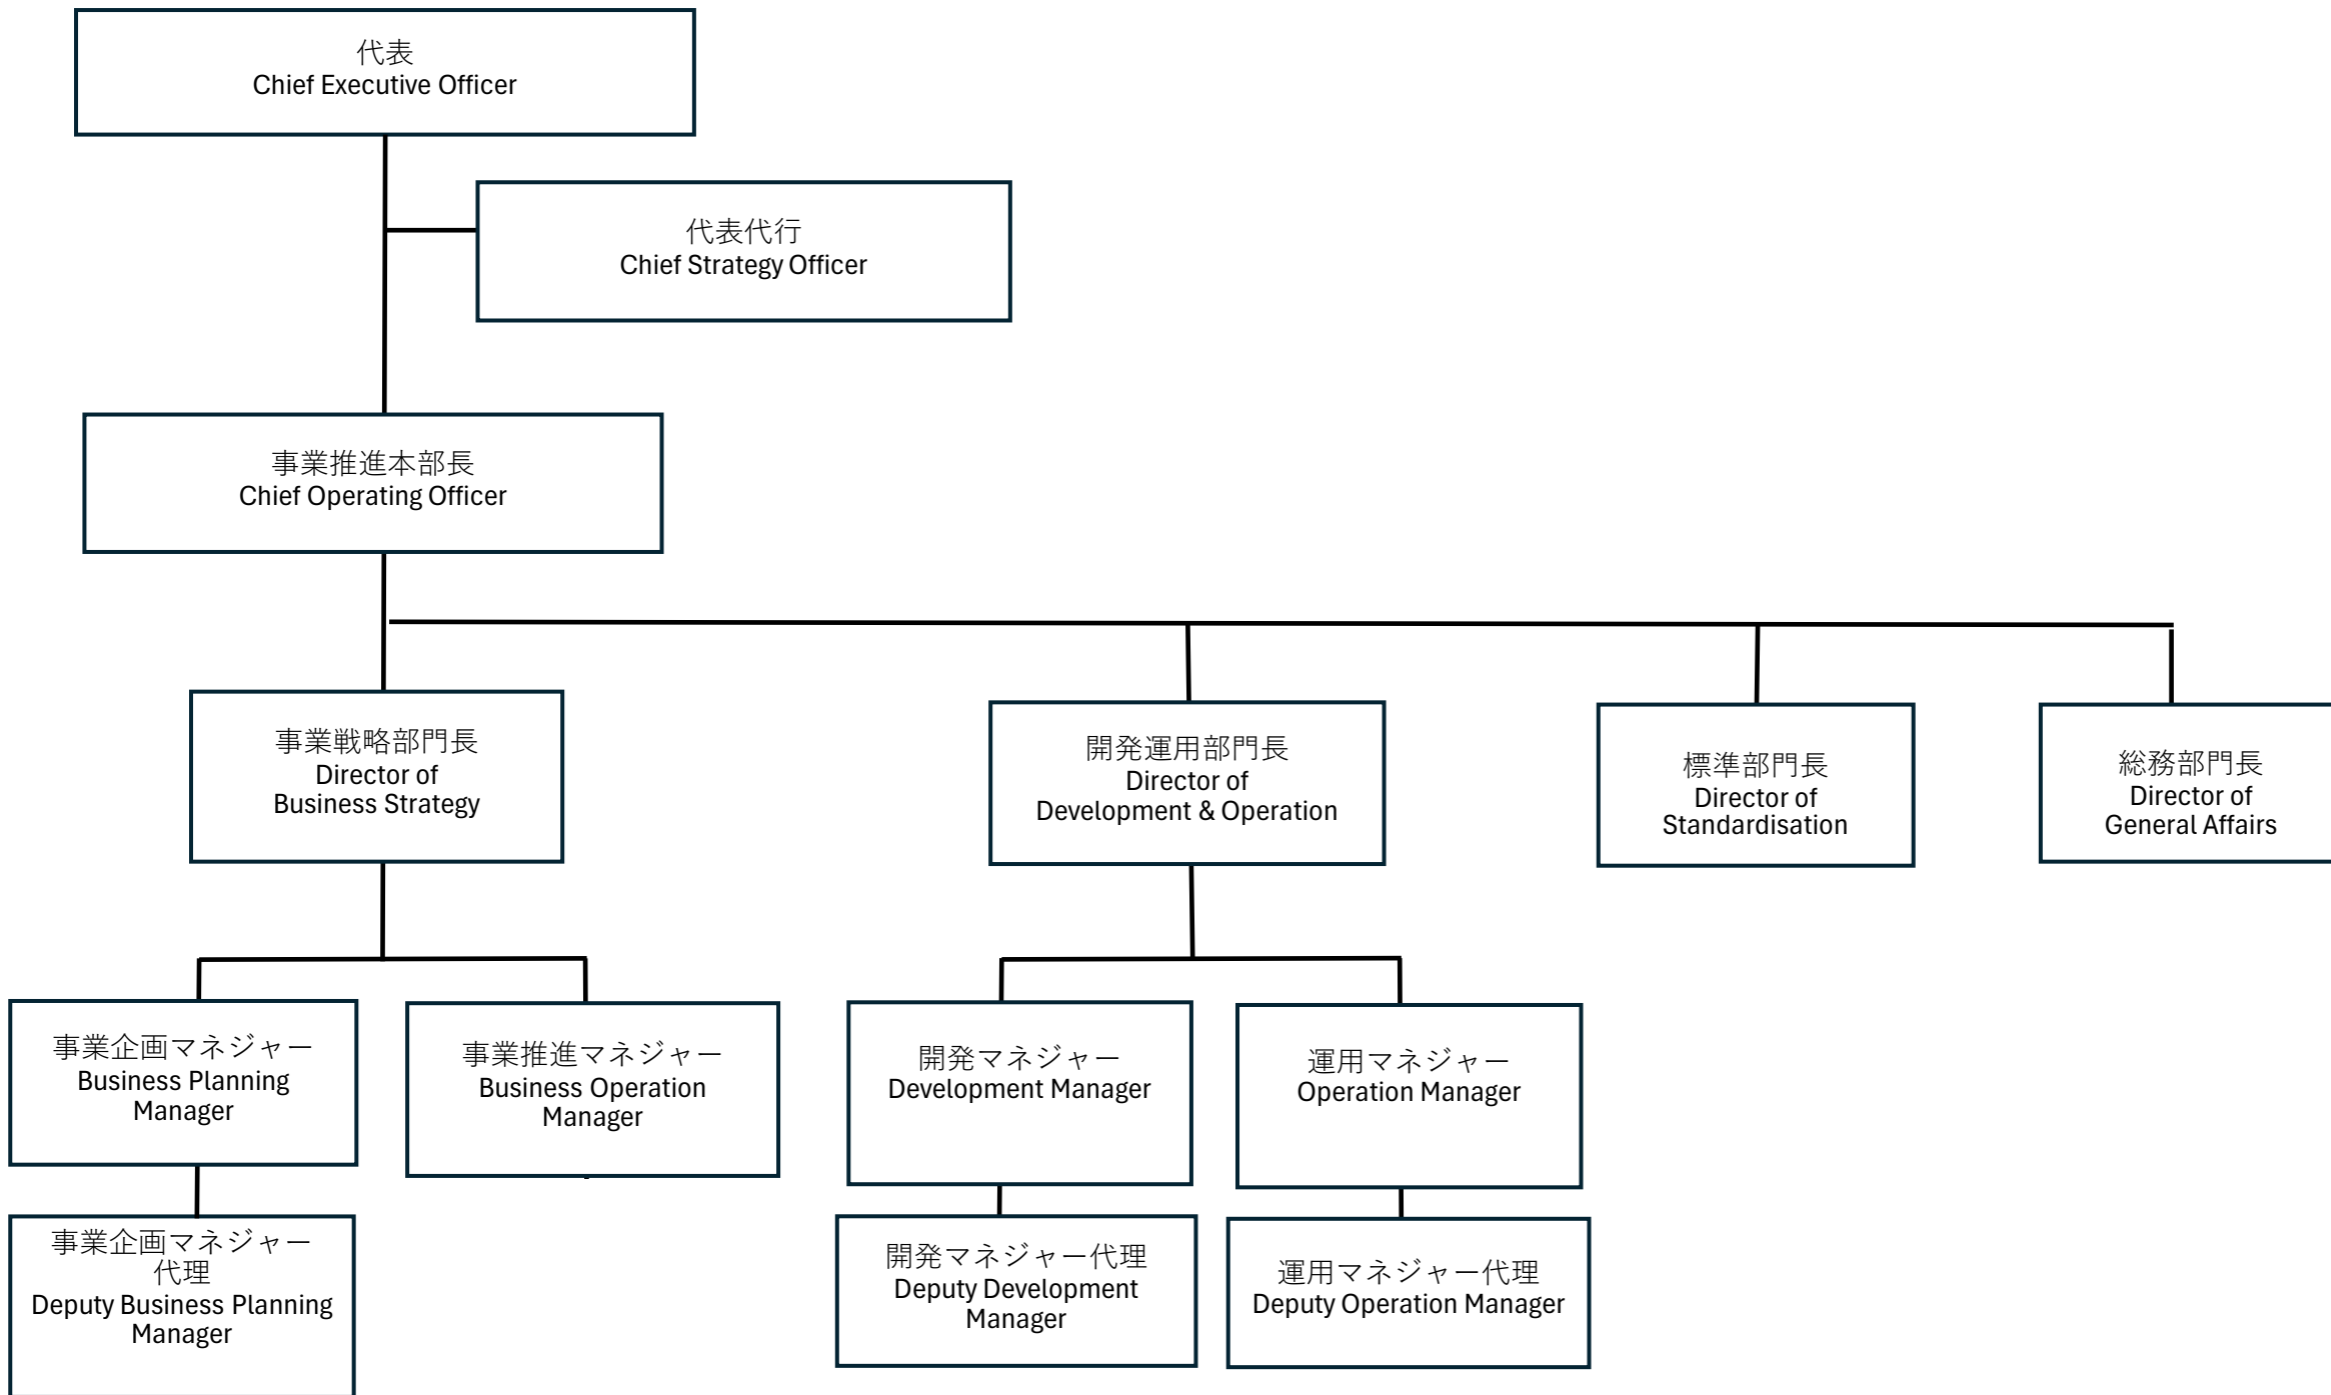 代表
Chief Executive Officer
代表代行
Chief Strategy Officer
事業推進本部長
Chief Operating Officer
事業戦略部門長
Director of
Business Strategy
開発運用部門長
Director of
Development & Operation
標準部門長
Director of
Standardisation
総務部門長
Director of
General Affairs
事業企画マネジャー
Business Planning
Manager
事業推進マネジャー
Business Operation
Manager
開発マネジャー
Development Manager
運用マネジャー
Operation Manager
事業企画マネジャー
代理
Deputy Business Planning
Manager
開発マネジャー代理
Deputy Development
Manager
運用マネジャー代理
Deputy Operation Manager